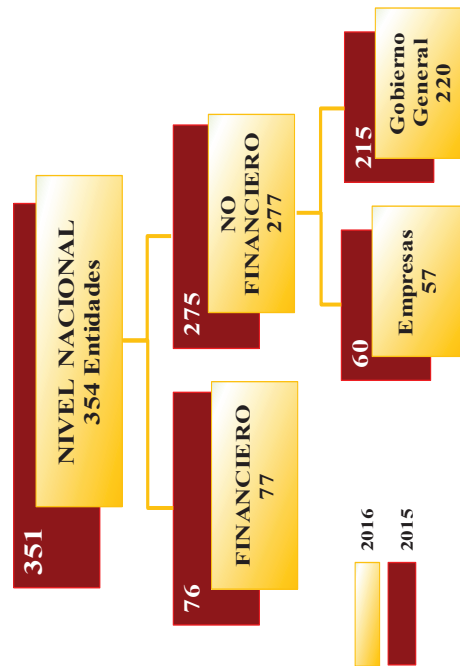 351
NIVEL NACIONAL
354 Entidades
76
FINANCIERO
77
275
NO
FINANCIERO
277
60
Empresas
57
215
Gobierno
General
220
2016
2015